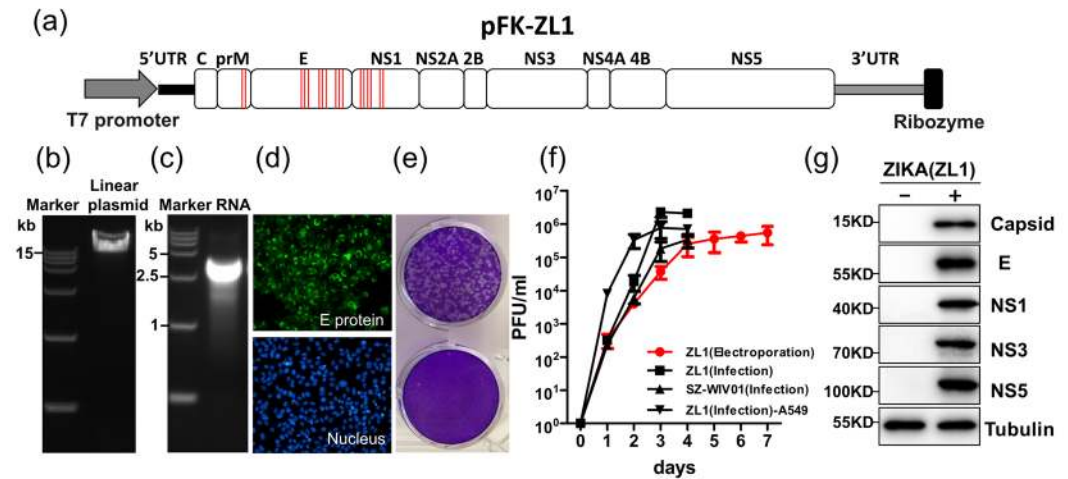 (a)
pFK-ZL1
5'UTR C prM E NS1 NS2A 2B NS3 NS4A 4B NS5 3'UTR
T7 promoter
Ribozyme
(b)
Marker
Linear
plasmid
kb
15
(c)
Marker RNA
kb
5
2.5
1
(d)
E protein
Nucleus
(e)
(f)
PFU/ml
10^7
10^6
10^5
10^4
10^3
10^2
10^1
10^0
0 1 2 3 4 5 6 7
days
ZL1(Electroporation)
ZL1(Infection)
SZ-WIV01(Infection)
ZL1(Infection)-A549
(g)
ZIKA(ZL1)
− +
15KD Capsid
55KD E
40KD NS1
70KD NS3
100KD NS5
55KD Tubulin